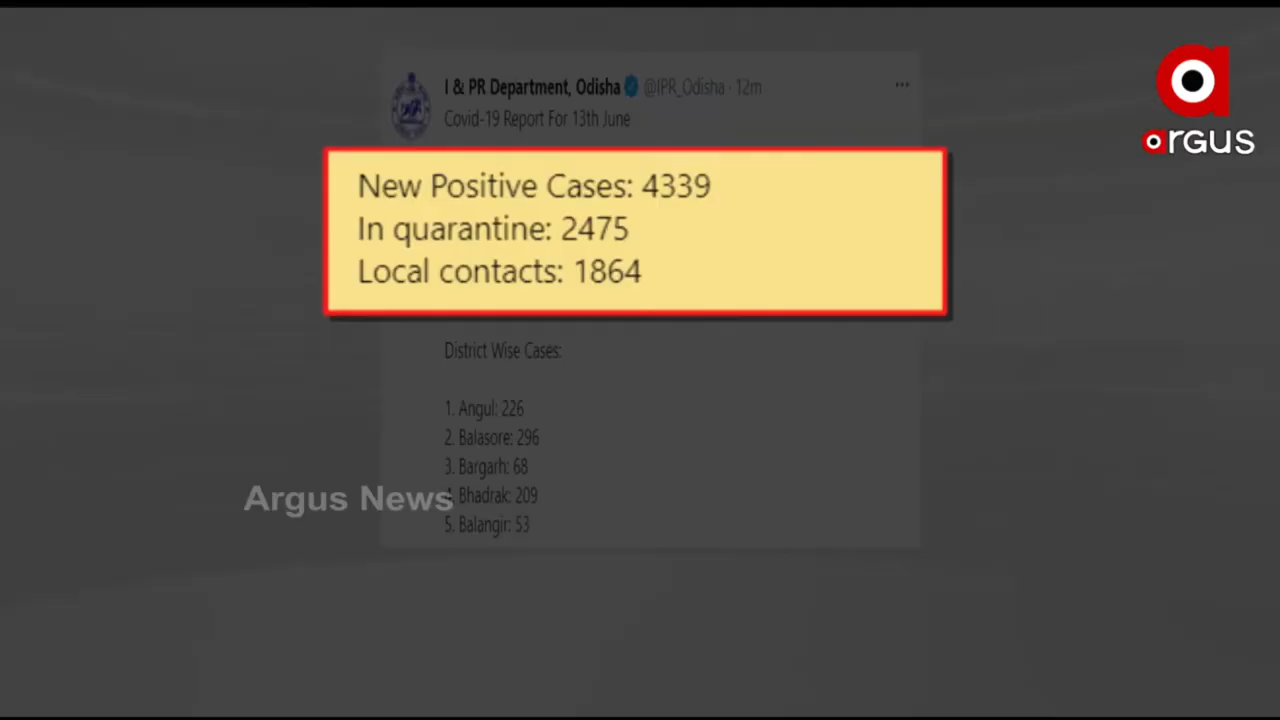 I & PR Department, Odisha @IPR_Odisha · 12m
Covid-19 Report For 13th June
argus
New Positive Cases: 4339
In quarantine: 2475
Local contacts: 1864
District Wise Cases:
1. Angul: 226
2. Balasore: 296
3. Bargarh: 68
4. Bhadrak: 209
5. Balangir: 53
Argus News